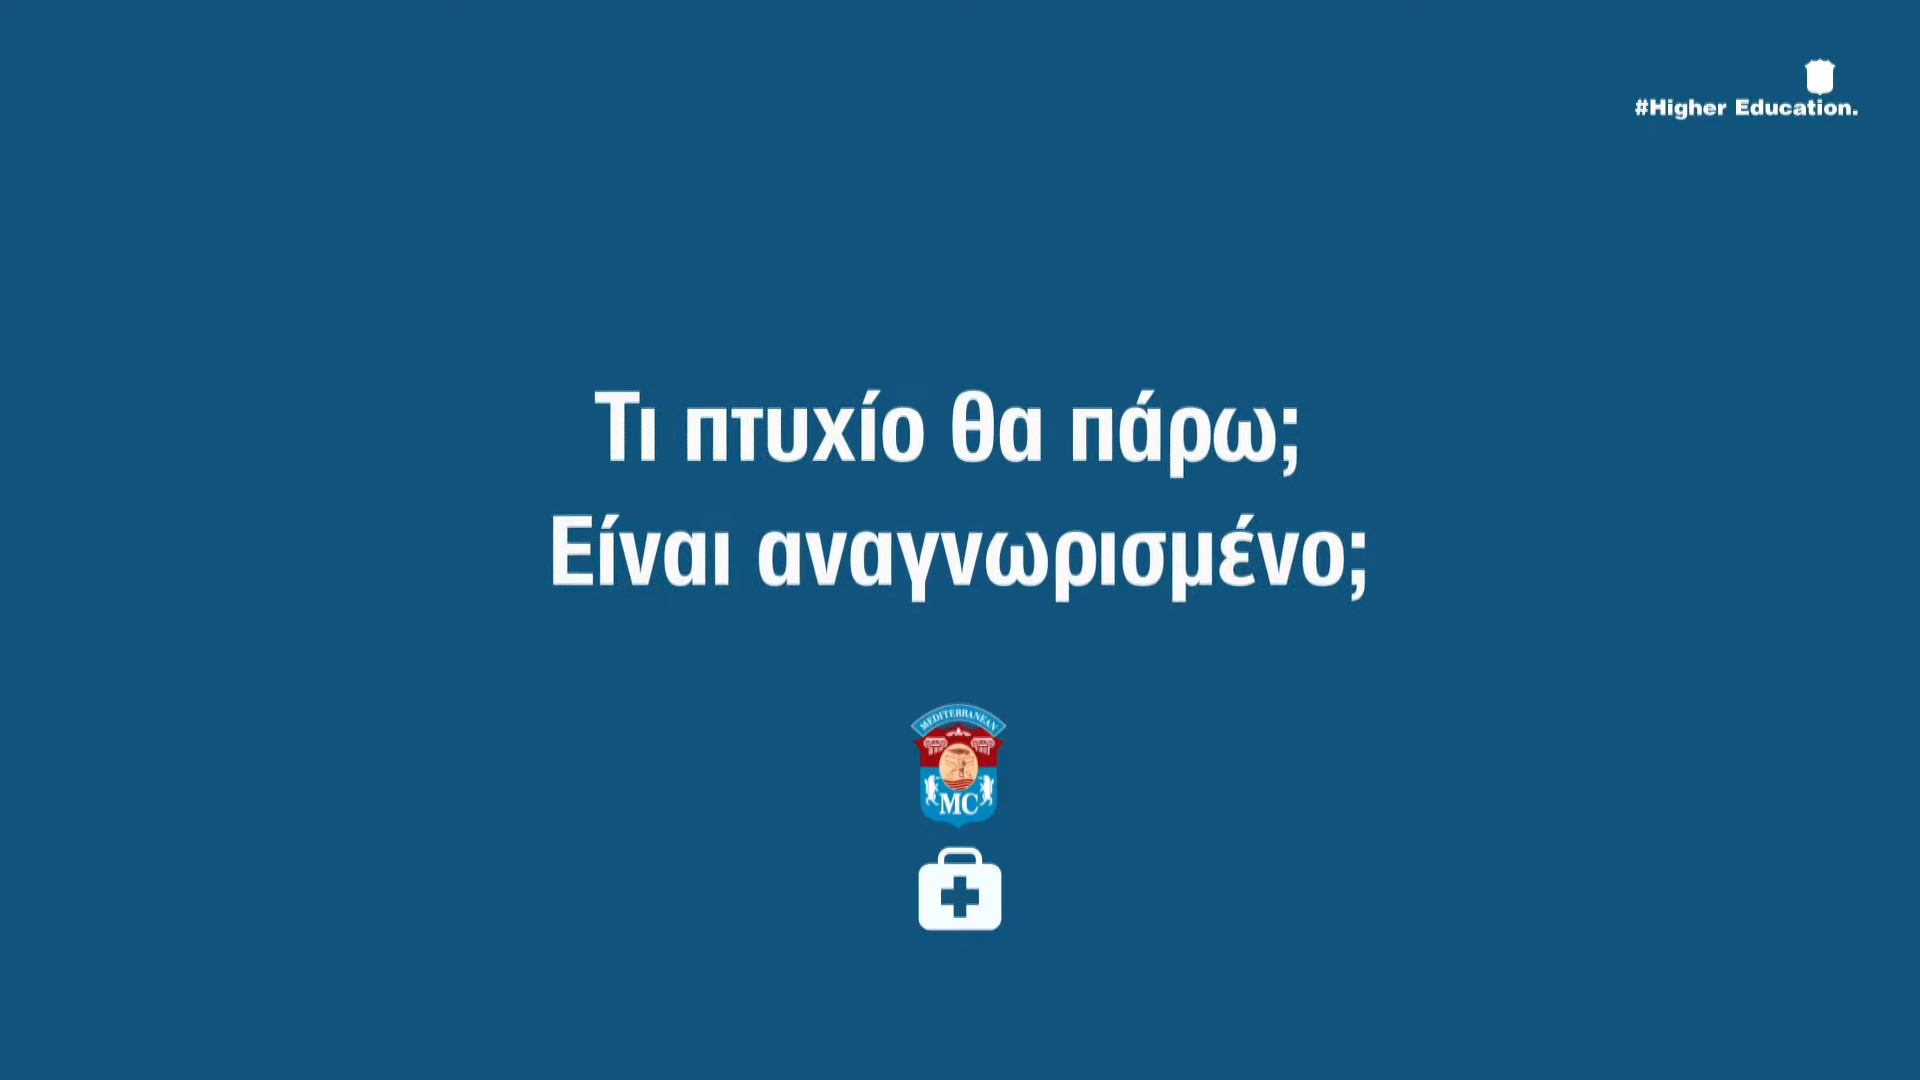 #Higher Education.
Τι πτυχίο θα πάρω;
Είναι αναγνωρισμένο;
MEDITERRANEAN
MC